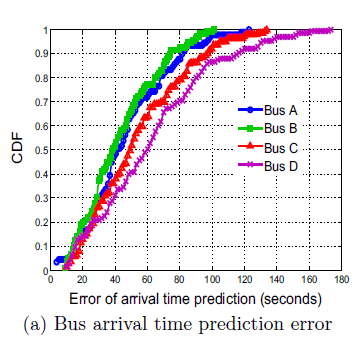 1
0.9
0.8
0.7
0.6
0.5
0.4
0.3
0.2
0.1
0
CDF
Bus A
Bus B
Bus C
Bus D
0 20 40 60 80 100 120 140 160 180
Error of arrival time prediction (seconds)
(a) Bus arrival time prediction error